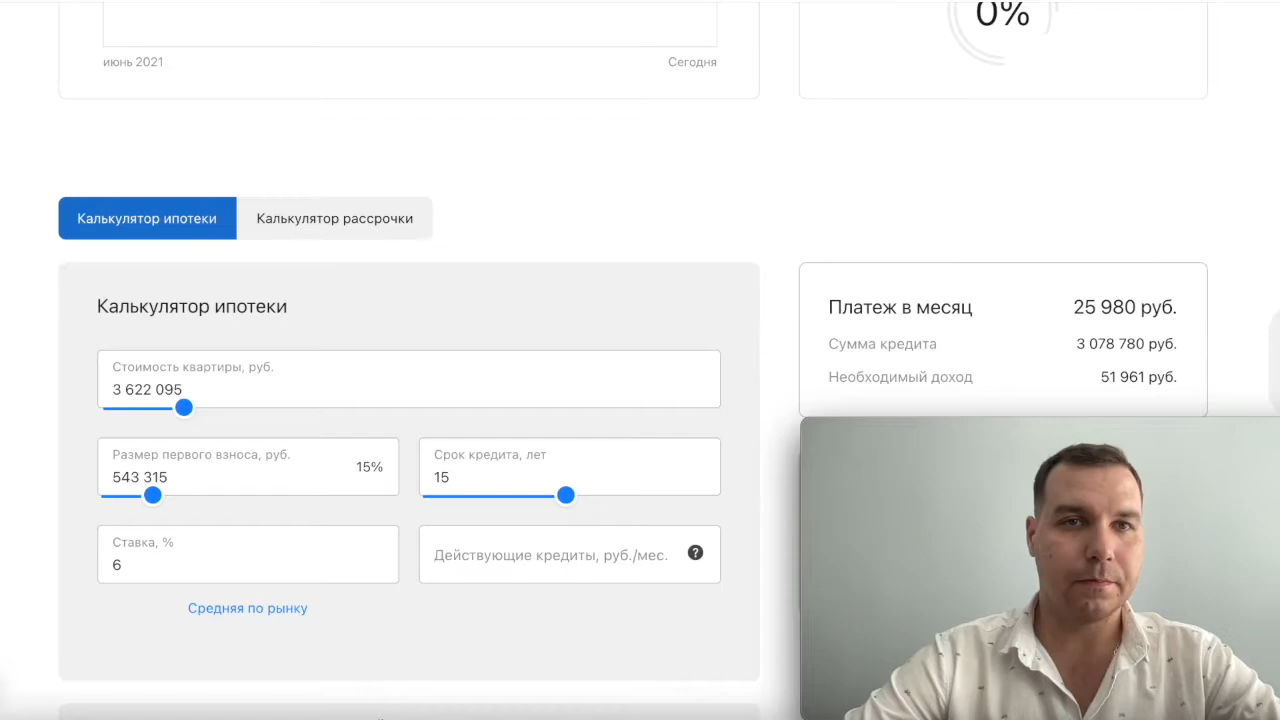 0%
июнь 2021
Сегодня
Калькулятор ипотеки
Калькулятор рассрочки
Калькулятор ипотеки
Стоимость квартиры, руб.
3 622 095
Размер первого взноса, руб.
543 315
15%
Срок кредита, лет
15
Ставка, %
6
Действующие кредиты, руб./мес.
?
Средняя по рынку
Платеж в месяц
25 980 руб.
Сумма кредита
3 078 780 руб.
Необходимый доход
51 961 руб.